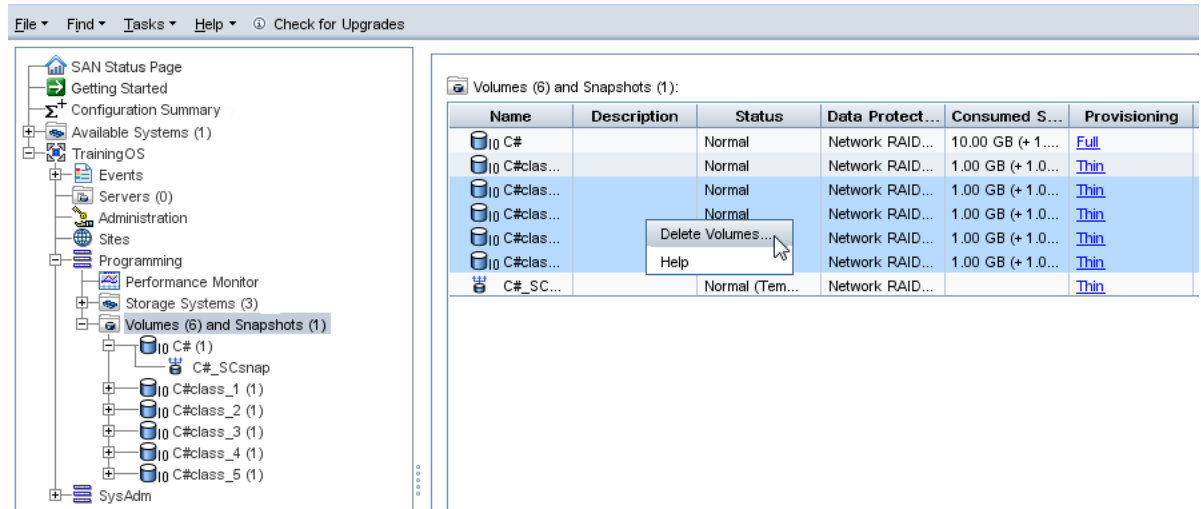 File Find Tasks Help Check for Upgrades
SAN Status Page
Getting Started
Configuration Summary
Available Systems (1)
TrainingOS
Events
Servers (0)
Administration
Sites
Programming
Performance Monitor
Storage Systems (3)
Volumes (6) and Snapshots (1)
C# (1)
C#_SCsnap
C#class_1 (1)
C#class_2 (1)
C#class_3 (1)
C#class_4 (1)
C#class_5 (1)
SysAdm
Volumes (6) and Snapshots (1):
Name Description Status Data Protect... Consumed S... Provisioning
C# Normal Network RAID... 10.00 GB (+ 1.... Full
C#clas... Normal Network RAID... 1.00 GB (+ 1.0... Thin
C#clas... Normal Network RAID... 1.00 GB (+ 1.0... Thin
C#clas... Normal Network RAID... 1.00 GB (+ 1.0... Thin
C#clas... Network RAID... 1.00 GB (+ 1.0... Thin
C#clas... Network RAID... 1.00 GB (+ 1.0... Thin
C#_SC... Normal (Tem... Network RAID... Thin
Delete Volumes...
Help